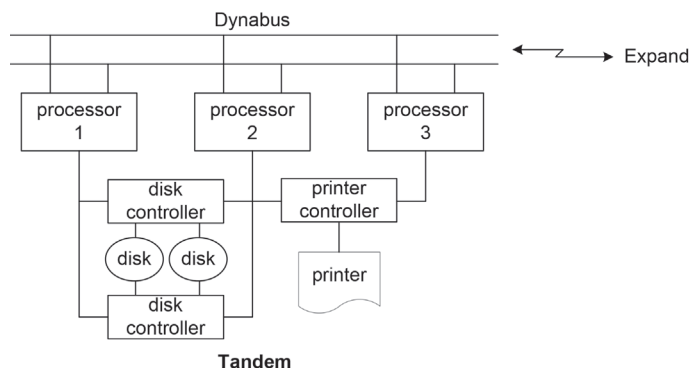 Dynabus
Expand
processor
1
processor
2
processor
3
disk
controller
printer
controller
disk
disk
printer
disk
controller
Tandem